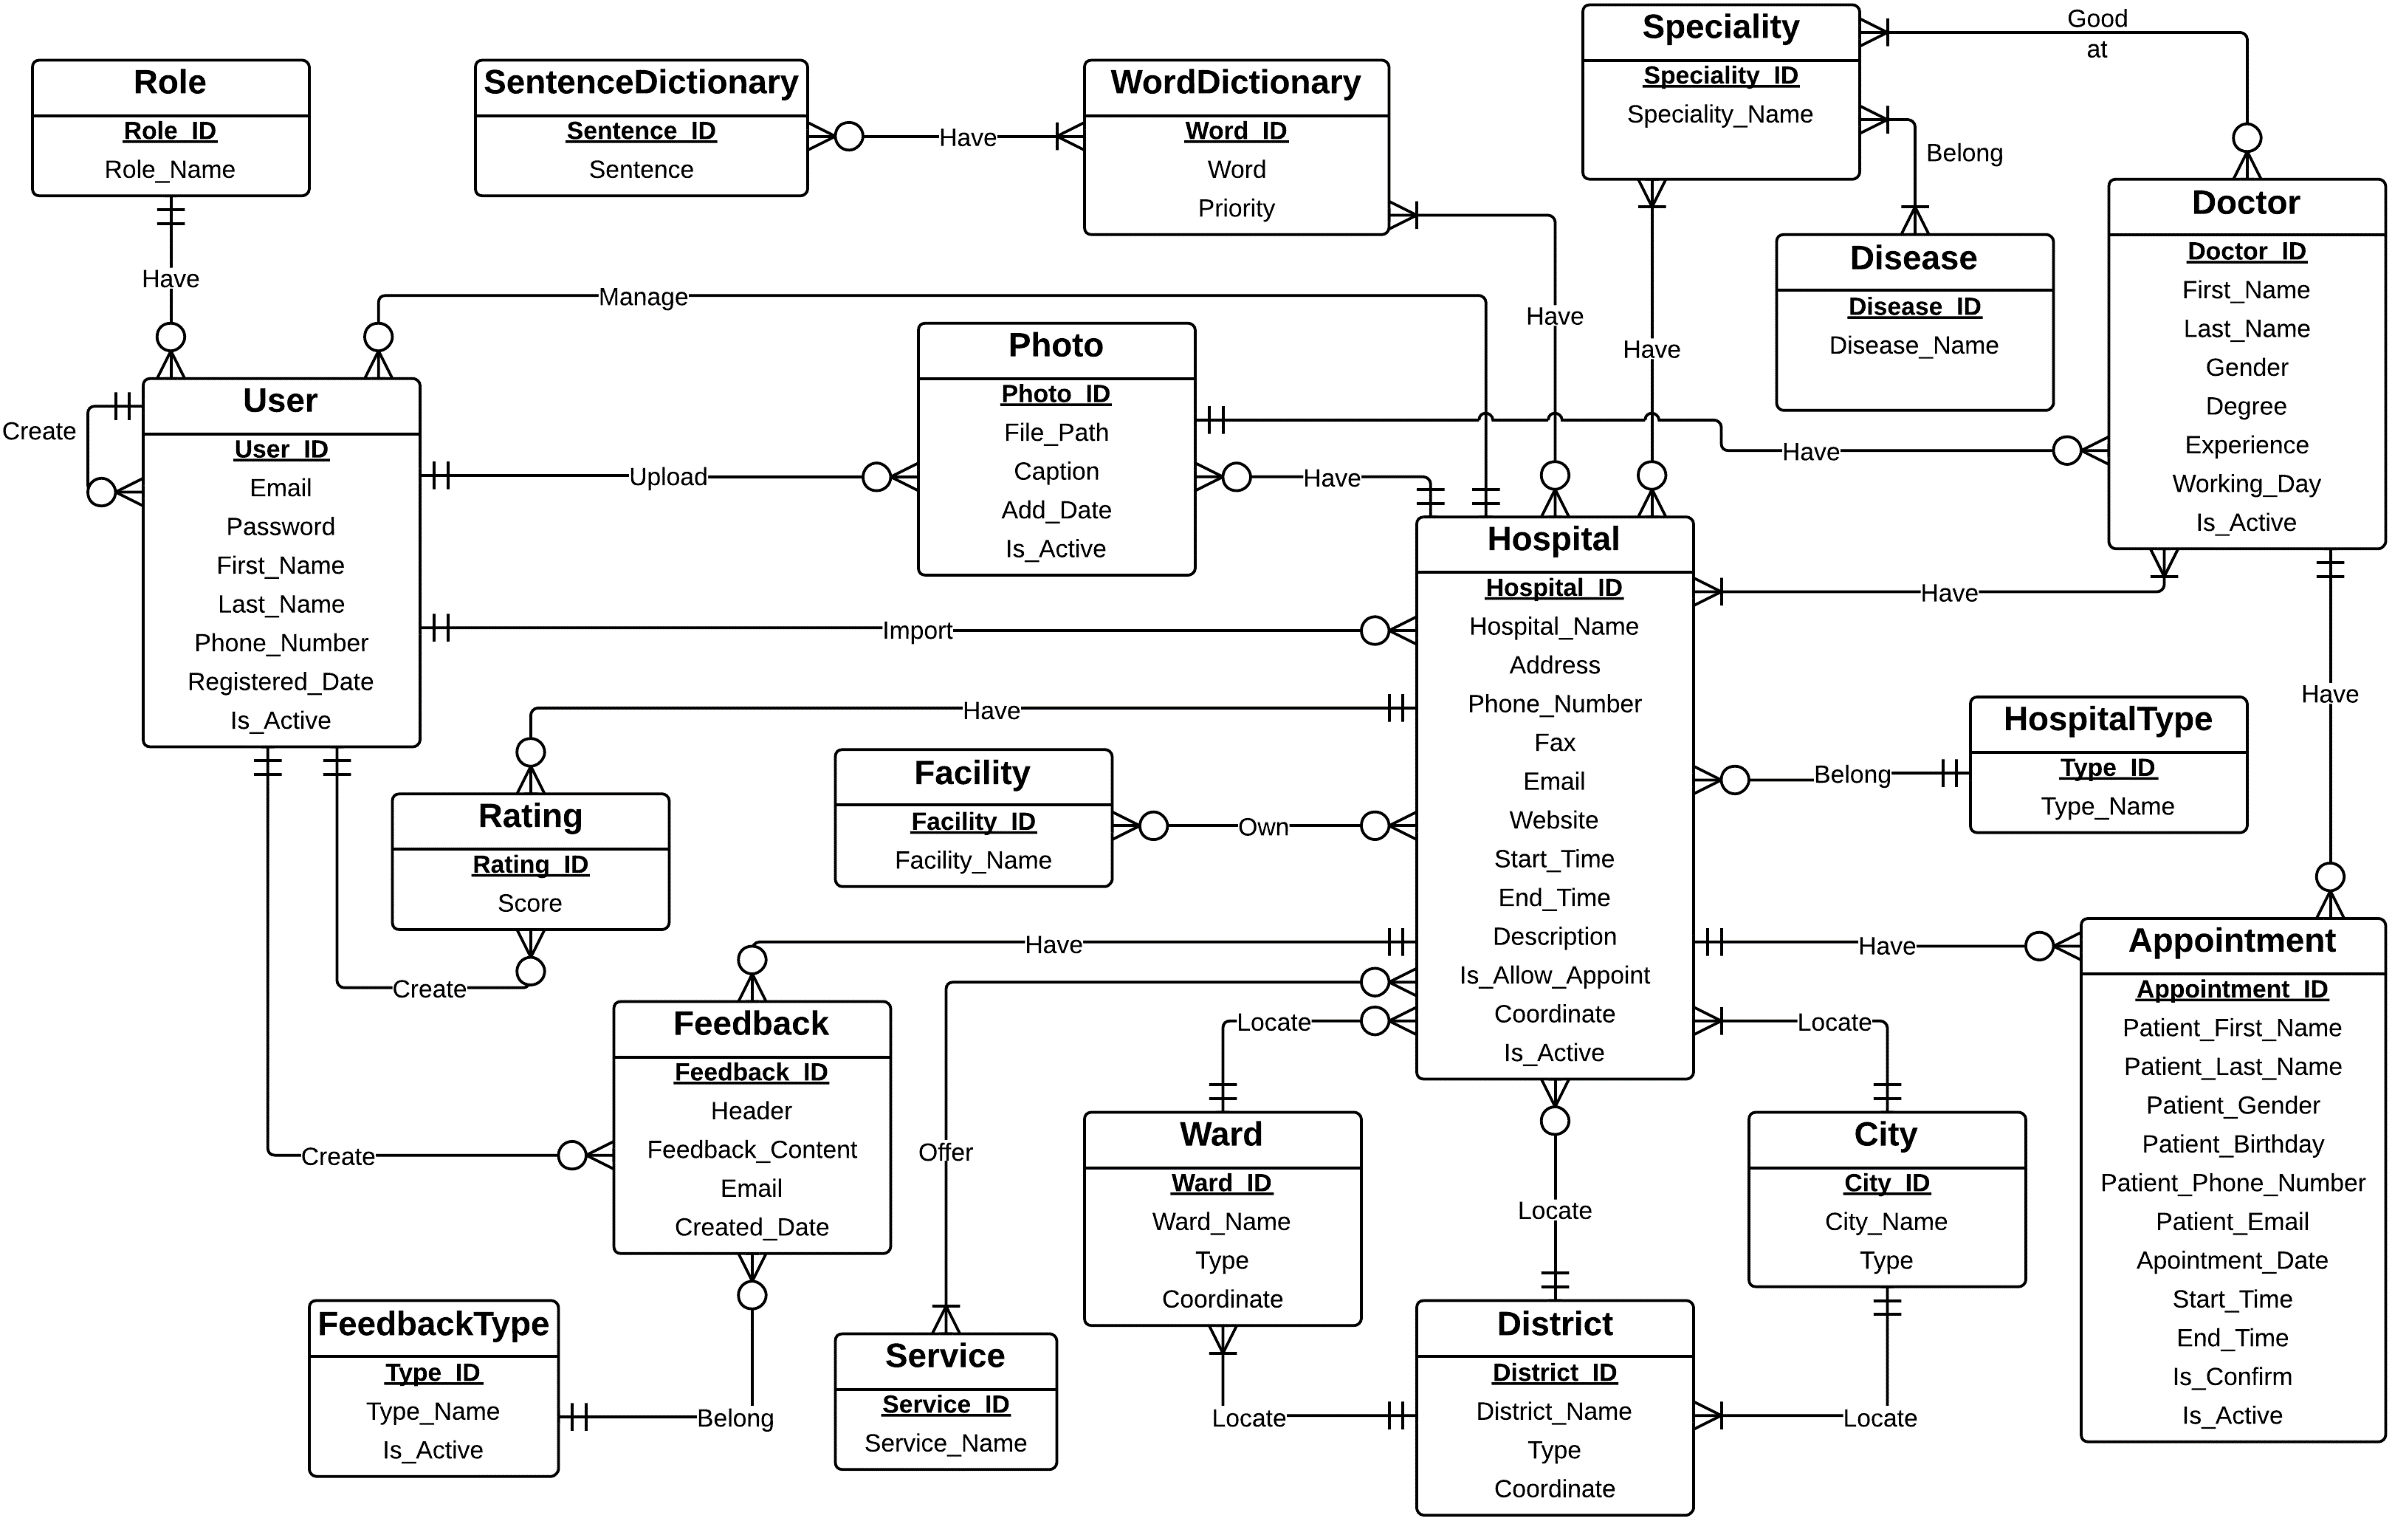 Role
Role_ID
Role_Name
Have
SentenceDictionary
Sentence_ID
Sentence
Have
WordDictionary
Word_ID
Word
Priority
Have
Speciality
Speciality_ID
Speciality_Name
Good
at
Belong
Have
Disease
Disease_ID
Disease_Name
Doctor
Doctor_ID
First_Name
Last_Name
Gender
Degree
Experience
Working_Day
Is_Active
Manage
Create
User
User_ID
Email
Password
First_Name
Last_Name
Phone_Number
Registered_Date
Is_Active
Upload
Import
Photo
Photo_ID
File_Path
Caption
Add_Date
Is_Active
Have
Have
Hospital
Hospital_ID
Hospital_Name
Address
Phone_Number
Fax
Email
Website
Start_Time
End_Time
Description
Is_Allow_Appoint
Coordinate
Is_Active
Have
Have
Have
HospitalType
Type_ID
Type_Name
Belong
Rating
Rating_ID
Score
Create
Facility
Facility_ID
Facility_Name
Own
Have
Have
Appointment
Appointment_ID
Patient_First_Name
Patient_Last_Name
Patient_Gender
Patient_Birthday
Patient_Phone_Number
Patient_Email
Apointment_Date
Start_Time
End_Time
Is_Confirm
Is_Active
Feedback
Feedback_ID
Header
Feedback_Content
Email
Created_Date
Create
Offer
Locate
Locate
Ward
Ward_ID
Ward_Name
Type
Coordinate
Locate
City
City_ID
City_Name
Type
FeedbackType
Type_ID
Type_Name
Is_Active
Belong
Service
Service_ID
Service_Name
Locate
District
District_ID
District_Name
Type
Coordinate
Locate